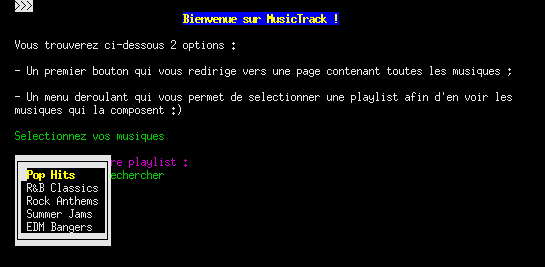 >>>
Bienvenue sur MusicTrack !
Vous trouverez ci-dessous 2 options :
- Un premier bouton qui vous redirige vers une page contenant toutes les musiques ;
- Un menu deroulant qui vous permet de selectionner une playlist afin d'en voir les
musiques qui la composent :)
Selectionnez vos musiques
re playlist :
Pop Hits echercher
R&B Classics
Rock Anthems
Summer Jams
EDM Bangers